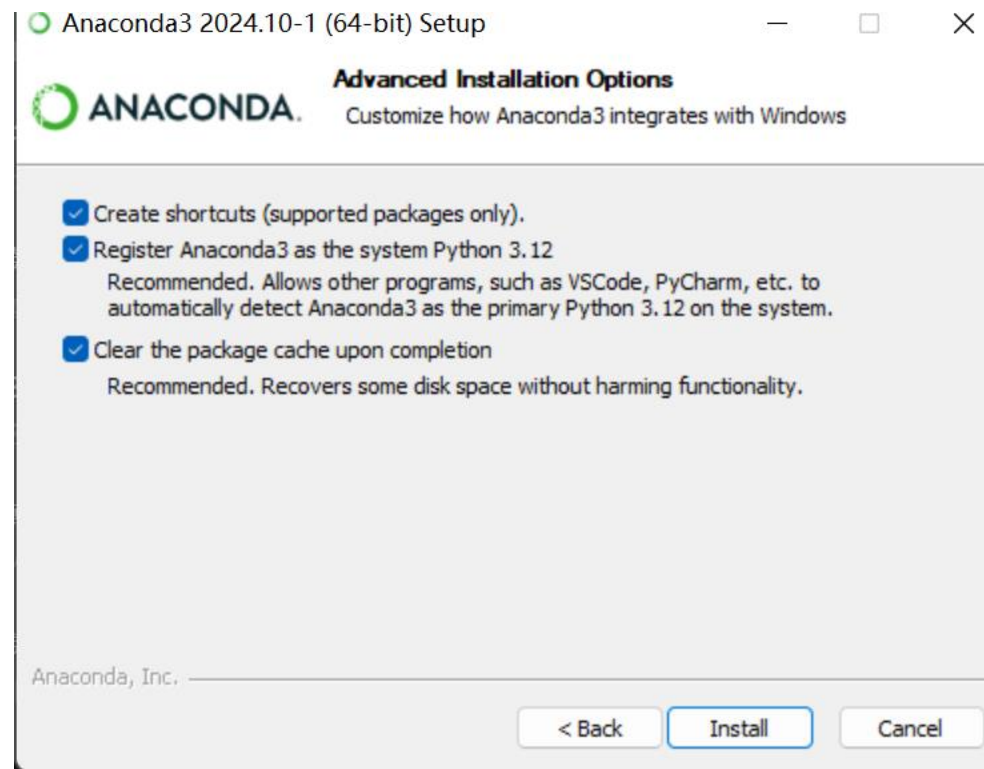 Anaconda3 2024.10-1 (64-bit) Setup
ANACONDA.
Advanced Installation Options
Customize how Anaconda3 integrates with Windows
Create shortcuts (supported packages only).
Register Anaconda3 as the system Python 3.12
Recommended. Allows other programs, such as VSCode, PyCharm, etc. to
automatically detect Anaconda3 as the primary Python 3.12 on the system.
Clear the package cache upon completion
Recommended. Recovers some disk space without harming functionality.
Anaconda, Inc.
< Back
Install
Cancel